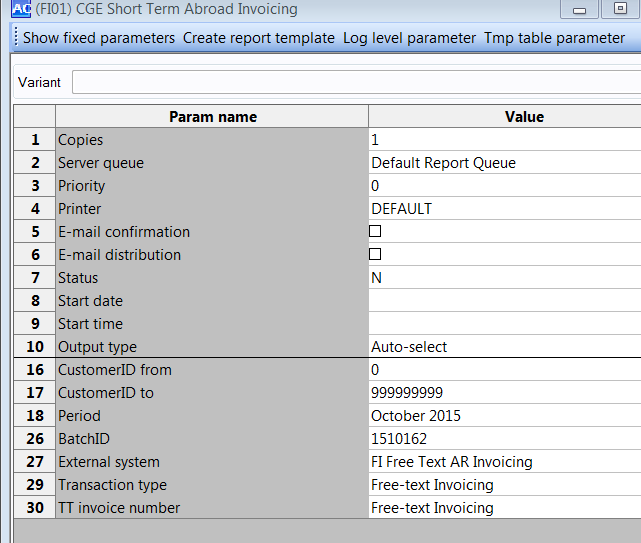 AG (FI01) CGE Short Term Abroad Invoicing
Show fixed parameters Create report template Log level parameter Tmp table parameter
Variant
Param name Value
1 Copies 1
2 Server queue Default Report Queue
3 Priority 0
4 Printer DEFAULT
5 E-mail confirmation
6 E-mail distribution
7 Status N
8 Start date
9 Start time
10 Output type Auto-select
16 CustomerID from 0
17 CustomerID to 999999999
18 Period October 2015
26 BatchID 1510162
27 External system FI Free Text AR Invoicing
29 Transaction type Free-text Invoicing
30 TT invoice number Free-text Invoicing